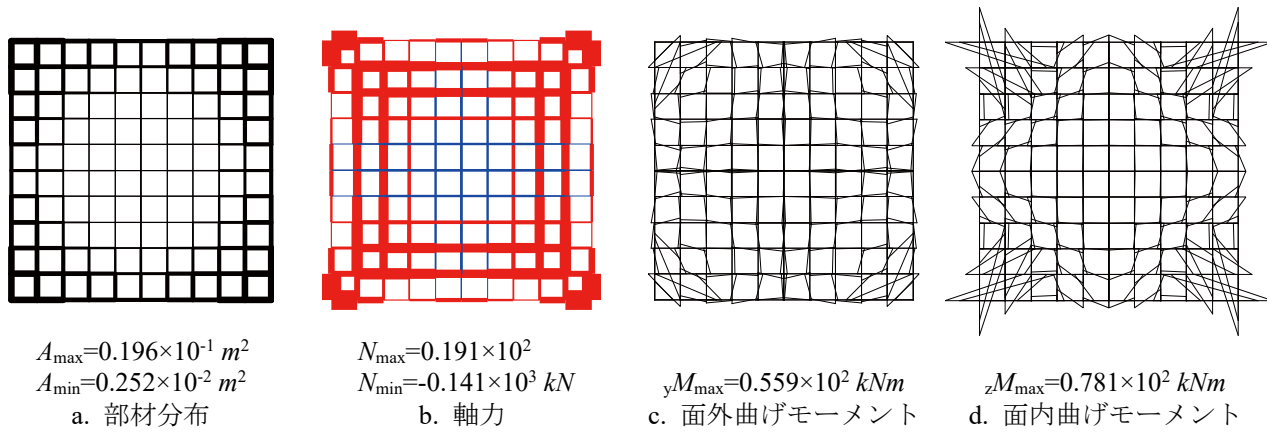 Amax=0.196×10-1 m2
Amin=0.252×10-2 m2
a. 部材分布
Nmax=0.191×102
Nmin=-0.141×103 kN
b. 軸力
yMmax=0.559×102 kNm
c. 面外曲げモーメント
zMmax=0.781×102 kNm
d. 面内曲げモーメント